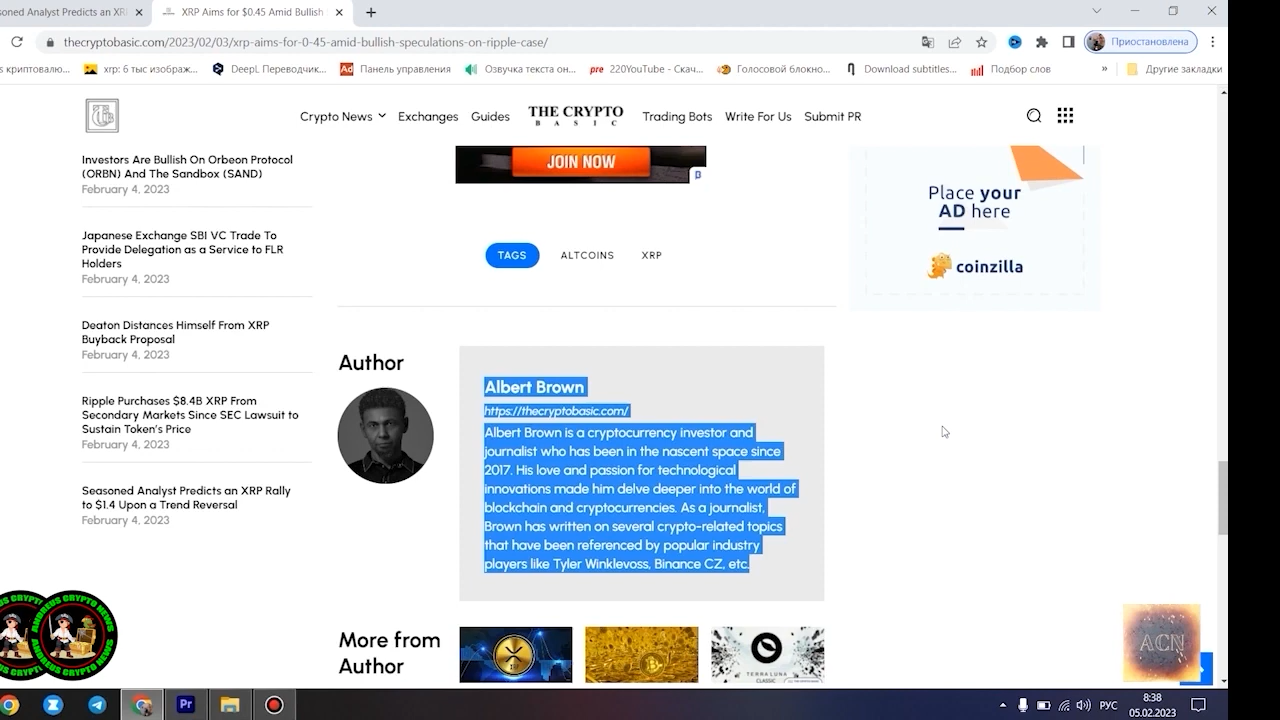 soned Analyst Predicts an XRI
XRP Aims for $0.45 Amid Bullish
thecryptobasic.com/2023/02/03/xrp-aims-for-0-45-amid-bullish-speculations-on-ripple-case/
Приостановлена
s криптовалю...
xrp: 6 тыс изображ...
DeepL Переводчик...
Ad
Панель управления
Озвучка текста он...
pre
220YouTube - Скач...
Голосовой блокно...
Download subtitles...
Подбор слов
»
Другие закладки
Crypto News
Exchanges
Guides
THE CRYPTO
BASIC
Trading Bots
Write For Us
Submit PR
Investors Are Bullish On Orbeon Protocol
(ORBN) And The Sandbox (SAND)
February 4, 2023
Japanese Exchange SBI VC Trade To
Provide Delegation as a Service to FLR
Holders
February 4, 2023
Deaton Distances Himself From XRP
Buyback Proposal
February 4, 2023
Ripple Purchases $8.4B XRP From
Secondary Markets Since SEC Lawsuit to
Sustain Token's Price
February 4, 2023
Seasoned Analyst Predicts an XRP Rally
to $1.4 Upon a Trend Reversal
February 4, 2023
JOIN NOW
TAGS
ALTCOINS
XRP
Author
Albert Brown
https://thecryptobasic.com/
Albert Brown is a cryptocurrency investor and
journalist who has been in the nascent space since
2017. His love and passion for technological
innovations made him delve deeper into the world of
blockchain and cryptocurrencies. As a journalist,
Brown has written on several crypto-related topics
that have been referenced by popular industry
players like Tyler Winklevoss, Binance CZ, etc.
More from
Author
TERRA LUNA
CLASSIC
Place your
AD here
coinzilla
ANDREUS CRYPTO NEWS
ACN
Pr
РУС
8:38
05.02.2023